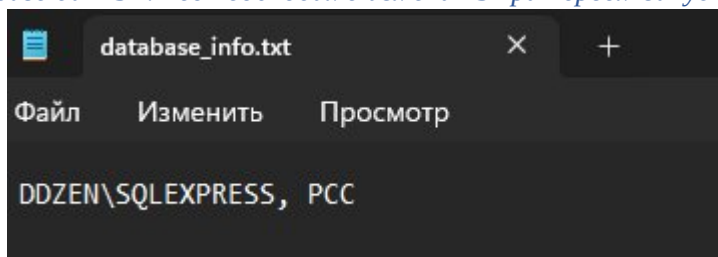 database_info.txt
Файл Изменить Просмотр
DDZEN\SQLEXPRESS, PCC